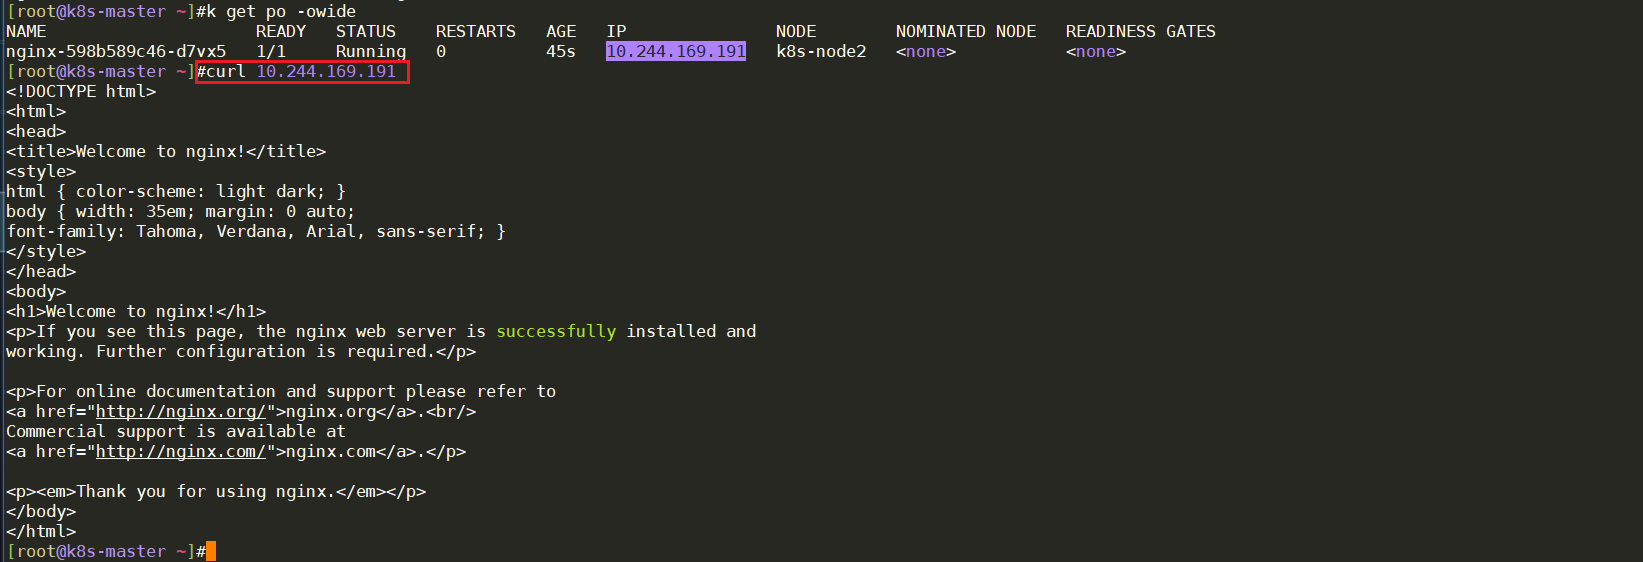 [root@k8s-master ~]#k get po -owide
NAME                     READY   STATUS    RESTARTS   AGE   IP               NODE        NOMINATED NODE   READINESS GATES
nginx-598b589c46-d7vx5   1/1     Running   0          45s   10.244.169.191   k8s-node2   <none>           <none>
[root@k8s-master ~]#curl 10.244.169.191
<!DOCTYPE html>
<html>
<head>
<title>Welcome to nginx!</title>
<style>
html { color-scheme: light dark; }
body { width: 35em; margin: 0 auto;
font-family: Tahoma, Verdana, Arial, sans-serif; }
</style>
</head>
<body>
<h1>Welcome to nginx!</h1>
<p>If you see this page, the nginx web server is successfully installed and
working. Further configuration is required.</p>

<p>For online documentation and support please refer to
<a href="http://nginx.org/">nginx.org</a>.<br/>
Commercial support is available at
<a href="http://nginx.com/">nginx.com</a>.</p>

<p><em>Thank you for using nginx.</em></p>
</body>
</html>
[root@k8s-master ~]#